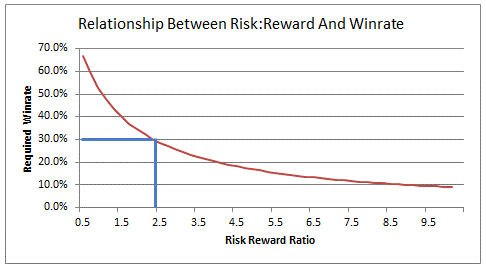 Relationship Between Risk:Reward And Winrate
70.0%
60.0%
50.0%
40.0%
30.0%
20.0%
10.0%
0.0%
Required Winrate
0.5 1.5 2.5 3.5 4.5 5.5 6.5 7.5 8.5 9.5
Risk Reward Ratio